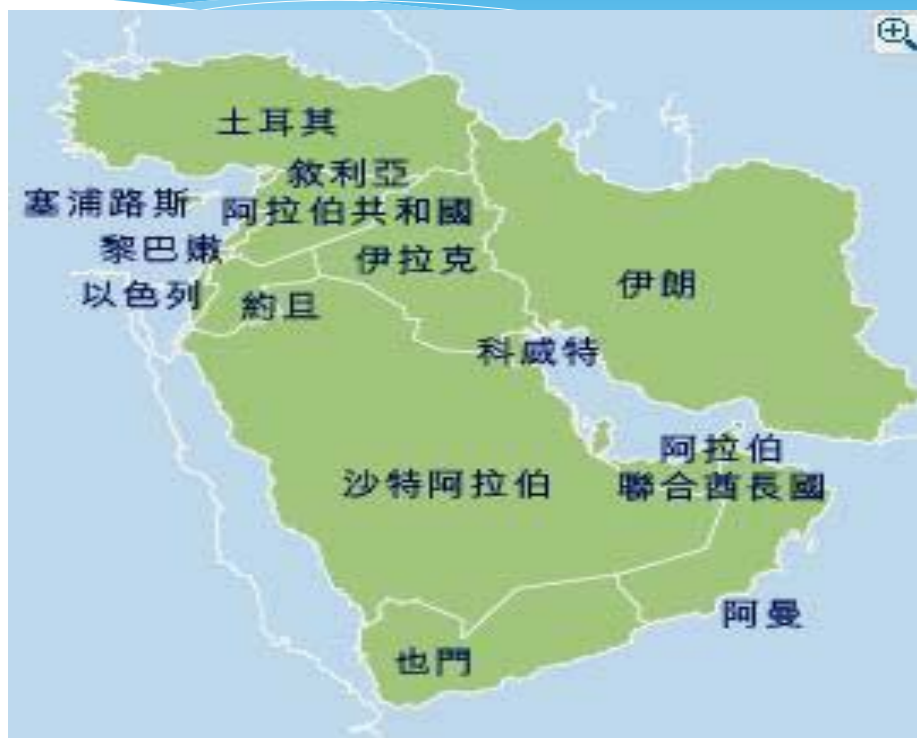 土耳其
敘利亞
阿拉伯共和國
塞浦路斯
黎巴嫩
以色列
約旦
伊拉克
伊朗
科威特
沙特阿拉伯
阿拉伯
聯合酋長國
阿曼
也門